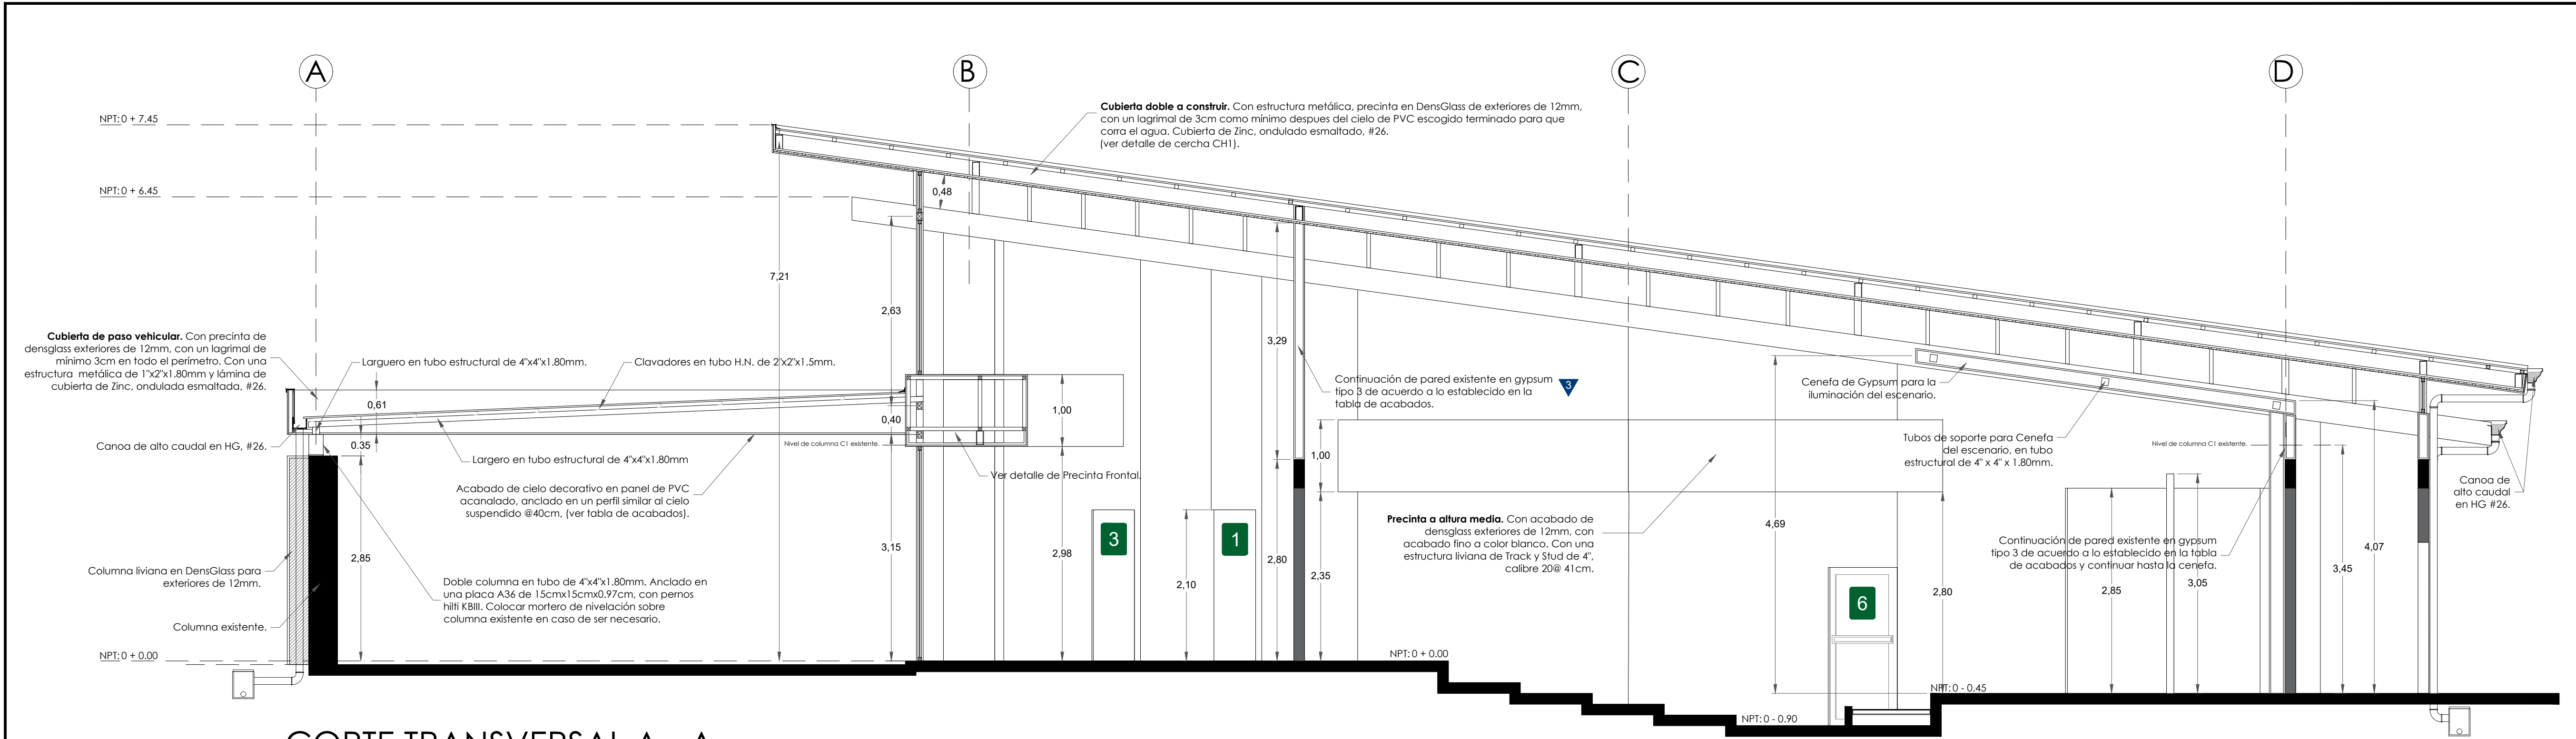 A
B
C
D
NPT: 0 + 7.45
NPT: 0 + 6.45
Cubierta doble a construir. Con estructura metálica, precinta en DensGlass de exteriores de 12mm,
con un lagrimal de 3cm como mínimo despues del cielo de PVC escogido terminado para que
corra el agua. Cubierta de Zinc, ondulado esmaltado, #26.
(ver detalle de cercha CH1).
0,48
7,21
2,63
3,29
Cubierta de paso vehicular. Con precinta de
densglass exteriores de 12mm, con un lagrimal de
mínimo 3cm en todo el perímetro. Con una
estructura metálica de 1"x2"x1.80mm y lámina de
cubierta de Zinc, ondulada esmaltada, #26.
Larguero en tubo estructural de 4"x4"x1.80mm.
Clavadores en tubo H.N. de 2"x2"x1.5mm.
0,61
0,40
1,00
0.35
Canoa de alto caudal en HG, #26.
Nivel de columna C1 existente.
Largero en tubo estructural de 4"x4"x1.80mm
Ver detalle de Precinta Frontal.
Acabado de cielo decorativo en panel de PVC
acanalado, anclado en un perfil similar al cielo
suspendido @40cm, (ver tabla de acabados).
Continuación de pared existente en gypsum
tipo 3 de acuerdo a lo establecido en la
tabla de acabados.
3
Cenefa de Gypsum para la
iluminación del escenario.
Tubos de soporte para Cenefa
del escenario, en tubo
estructural de 4" x 4" x 1.80mm.
Nivel de columna C1 existente.
Canoa de
alto caudal
en HG #26.
1,00
Precinta a altura media. Con acabado de
densglass exteriores de 12mm, con
acabado fino a color blanco. Con una
estructura liviana de Track y Stud de 4",
calibre 20@ 41cm.
4,69
Continuación de pared existente en gypsum
tipo 3 de acuerdo a lo establecido en la tabla
de acabados y continuar hasta la cenefa.
4,07
3,45
3,05
2,85
2,80
2,85
3,15
2,98
3
1
2,10
2,80
2,35
6
Columna liviana en DensGlass para
exteriores de 12mm.
Doble columna en tubo de 4"x4"x1.80mm. Anclado en
una placa A36 de 15cmx15cmx0.97cm, con pernos
hilti KBIII. Colocar mortero de nivelación sobre
columna existente en caso de ser necesario.
Columna existente.
NPT: 0 + 0.00
NPT: 0 + 0.00
NPT: 0 - 0.45
NPT: 0 - 0.90
CORTE TRANSVERSAL A - A